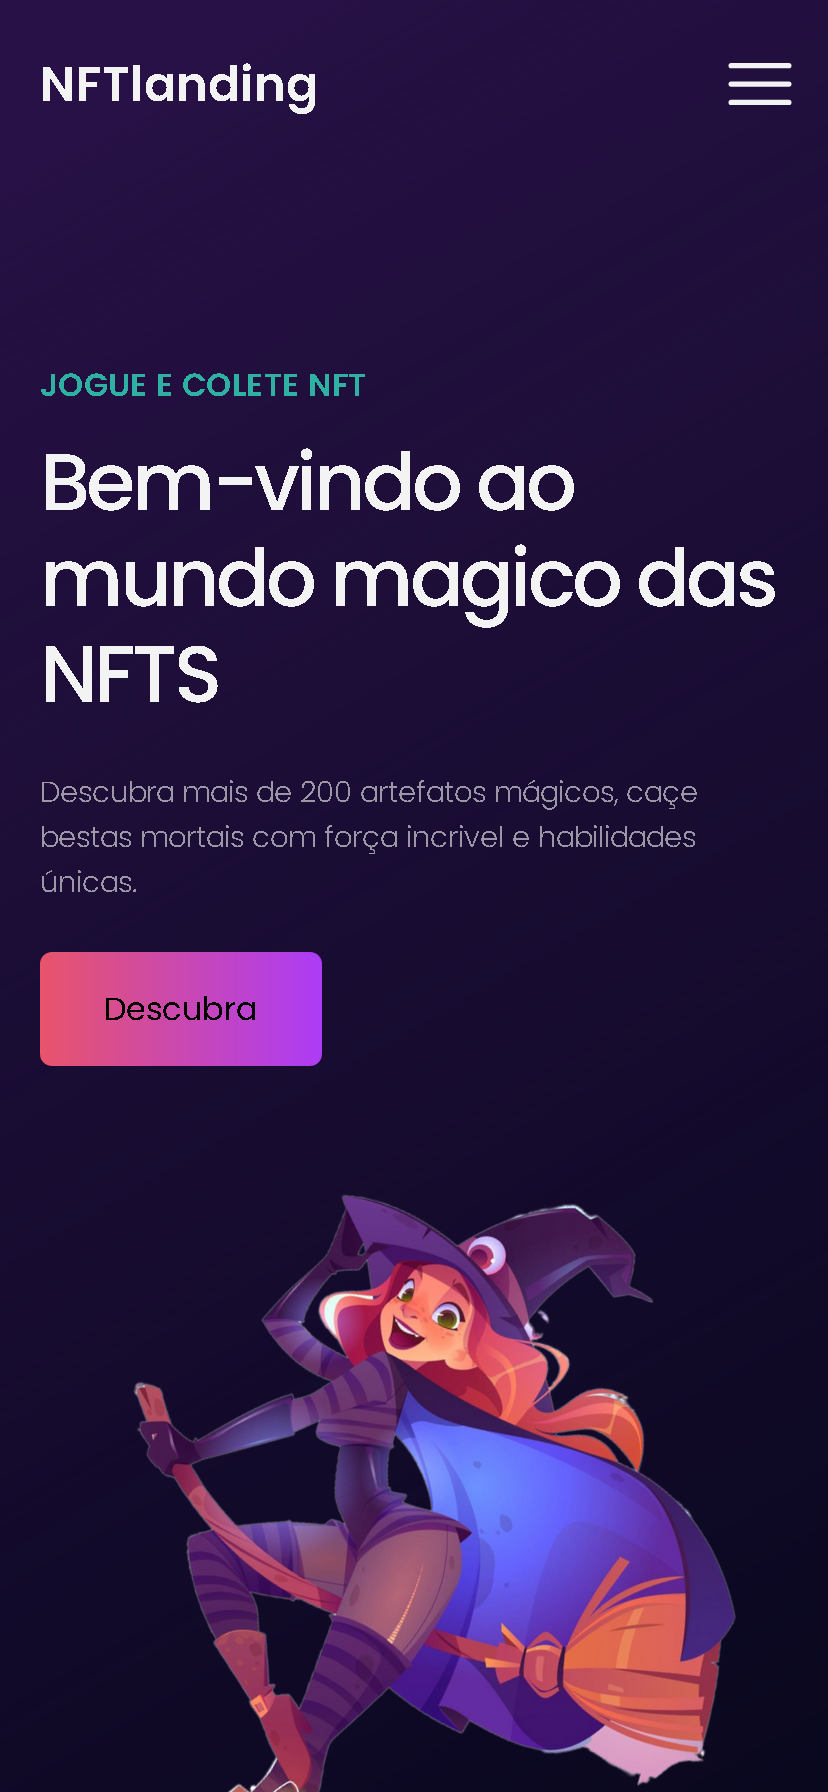 NFTlanding
JOGUE E COLETE NFT
Bem-vindo ao
mundo magico das
NFTS
Descubra mais de 200 artefatos mágicos, caçe
bestas mortais com força incrivel e habilidades
únicas.
Descubra